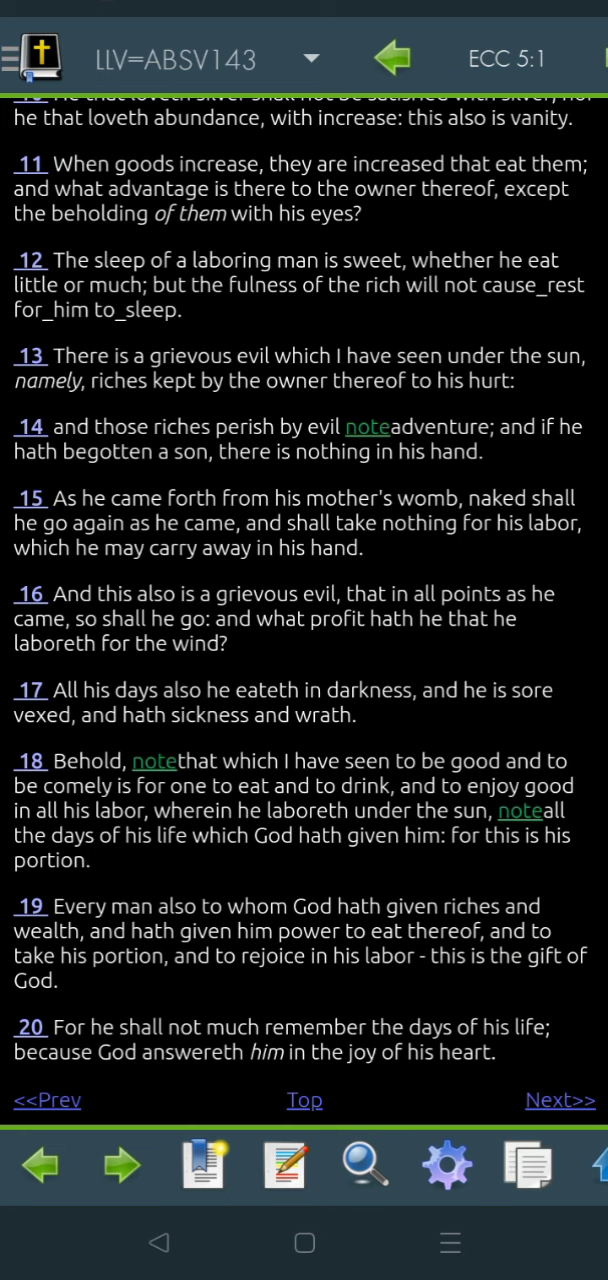 LLV=ABSV143
ECC 5:1
he that loveth abundance, with increase: this also is vanity.
11 When goods increase, they are increased that eat them;
and what advantage is there to the owner thereof, except
the beholding of them with his eyes?
12 The sleep of a laboring man is sweet, whether he eat
little or much; but the fulness of the rich will not cause_rest
for_him to_sleep.
13 There is a grievous evil which I have seen under the sun,
namely, riches kept by the owner thereof to his hurt:
14 and those riches perish by evil noteadventure; and if he
hath begotten a son, there is nothing in his hand.
15 As he came forth from his mother's womb, naked shall
he go again as he came, and shall take nothing for his labor,
which he may carry away in his hand.
16 And this also is a grievous evil, that in all points as he
came, so shall he go: and what profit hath he that he
laboreth for the wind?
17 All his days also he eateth in darkness, and he is sore
vexed, and hath sickness and wrath.
18 Behold, notethat which I have seen to be good and to
be comely is for one to eat and to drink, and to enjoy good
in all his labor, wherein he laboreth under the sun, noteall
the days of his life which God hath given him: for this is his
portion.
19 Every man also to whom God hath given riches and
wealth, and hath given him power to eat thereof, and to
take his portion, and to rejoice in his labor - this is the gift of
God.
20 For he shall not much remember the days of his life;
because God answereth him in the joy of his heart.
<<Prev Top Next>>